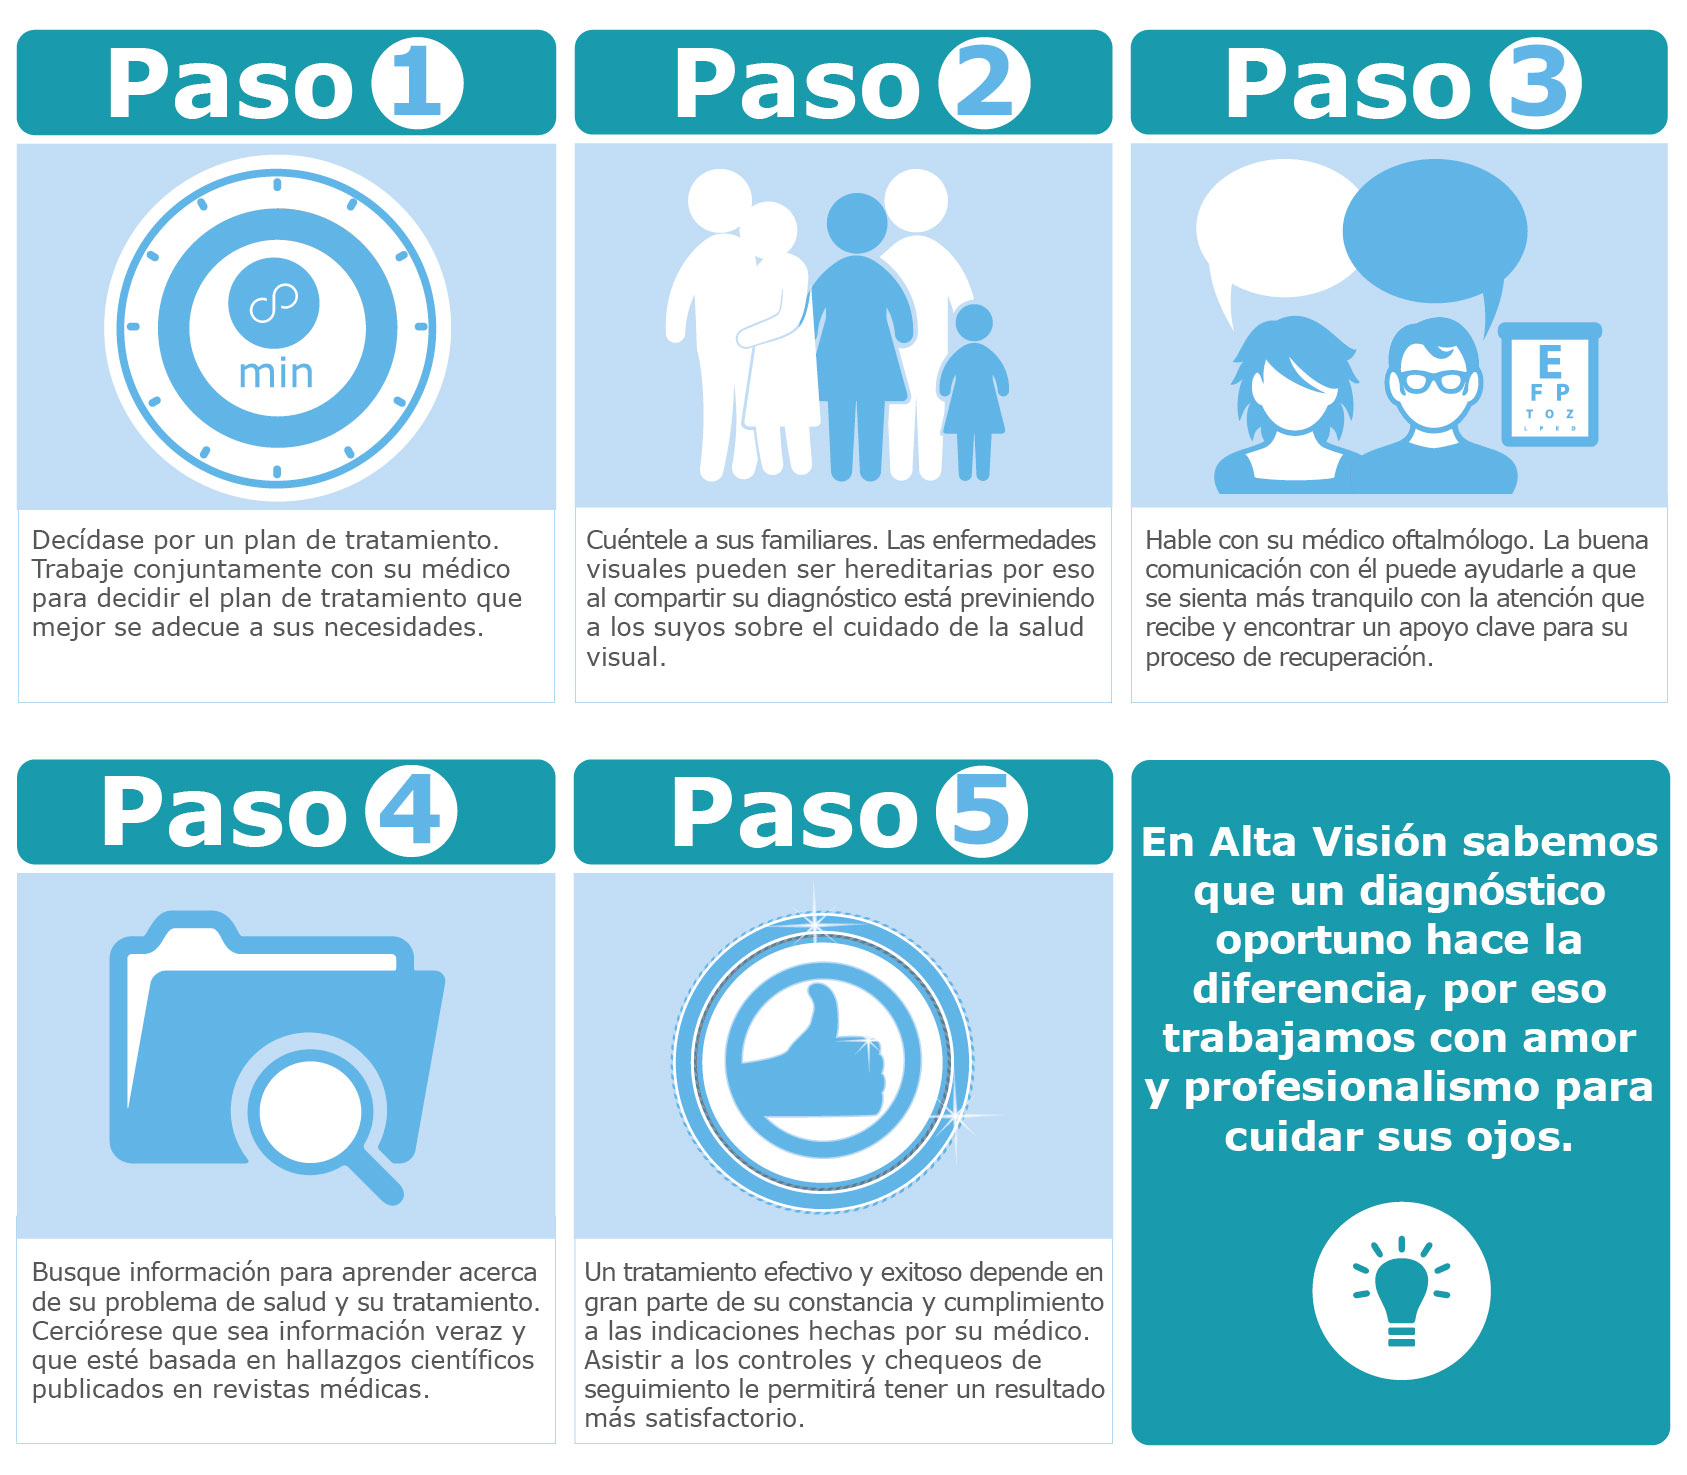 Paso 1
Decídase por un plan de tratamiento.
Trabaje conjuntamente con su médico
para decidir el plan de tratamiento que
mejor se adecue a sus necesidades.
min
Paso 2
Cuéntele a sus familiares. Las enfermedades
visuales pueden ser hereditarias por eso
al compartir su diagnóstico está previniendo
a los suyos sobre el cuidado de la salud
visual.
Paso 3
E
F P
T O Z
L P E D
Hable con su médico oftalmólogo. La buena
comunicación con él puede ayudarle a que
se sienta más tranquilo con la atención que
recibe y encontrar un apoyo clave para su
proceso de recuperación.
Paso 4
Busque información para aprender acerca
de su problema de salud y su tratamiento.
Cerciórese que sea información veraz y
que esté basada en hallazgos científicos
publicados en revistas médicas.
Paso 5
Un tratamiento efectivo y exitoso depende en
gran parte de su constancia y cumplimiento
a las indicaciones hechas por su médico.
Asistir a los controles y chequeos de
seguimiento le permitirá tener un resultado
más satisfactorio.
En Alta Visión sabemos
que un diagnóstico
oportuno hace la
diferencia, por eso
trabajamos con amor
y profesionalismo para
cuidar sus ojos.